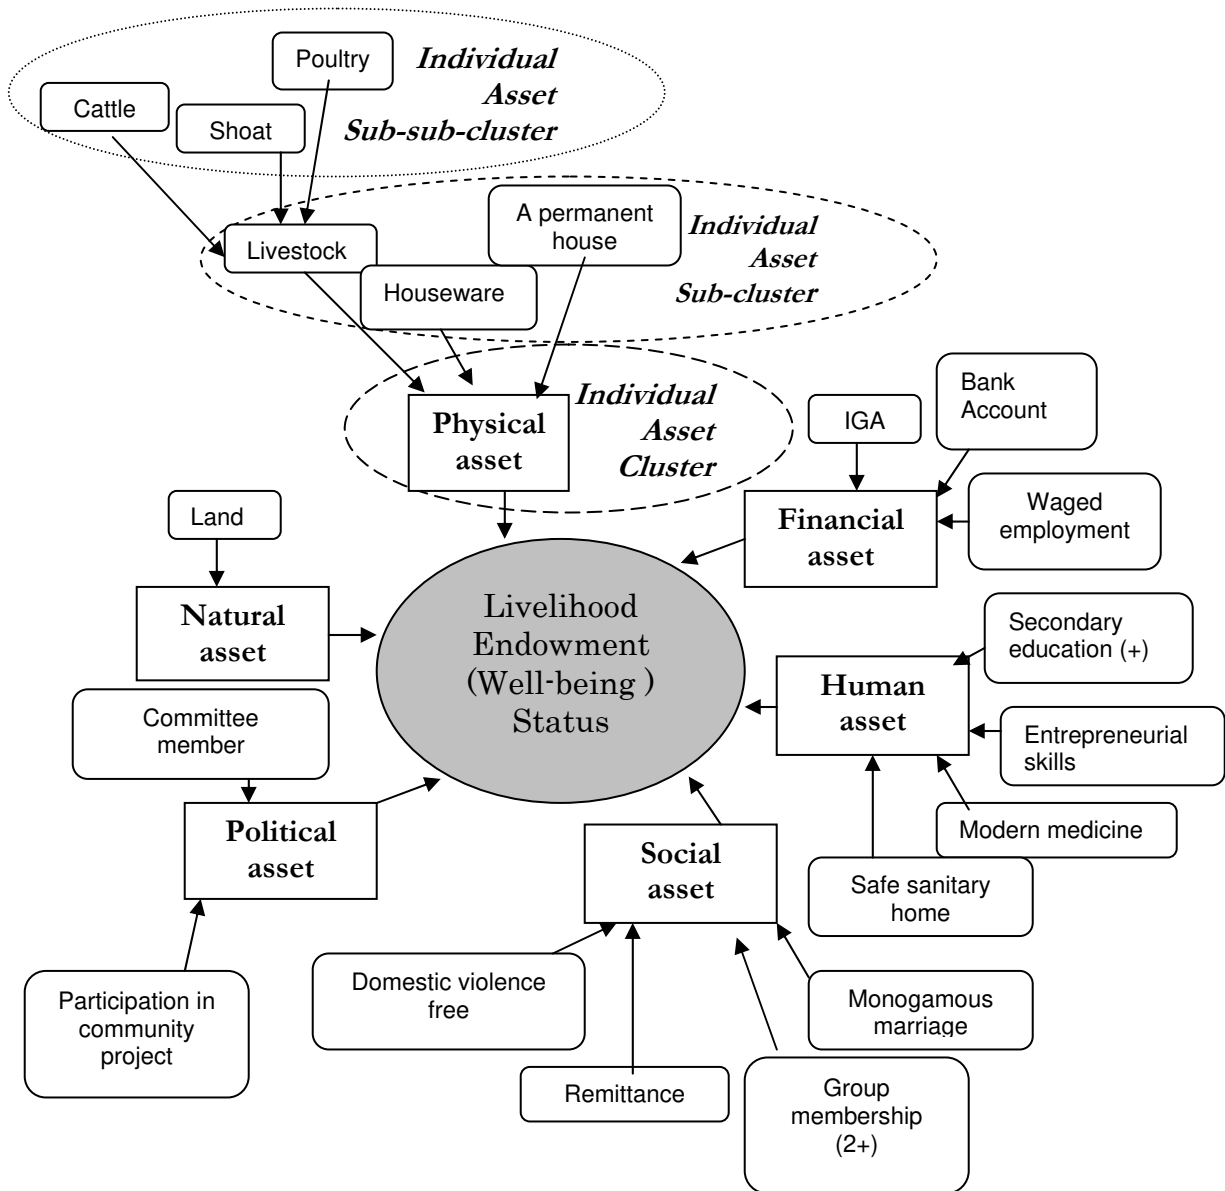 Poultry
Cattle
Shoat
Individual
Asset
Sub-sub-cluster
Livestock
Houseware
A permanent
house
Individual
Asset
Sub-cluster
Physical
asset
Individual
Asset
Cluster
IGA
Bank
Account
Financial
asset
Waged
employment
Land
Natural
asset
Livelihood
Endowment
(Well-being )
Status
Secondary
education (+)
Human
asset
Entrepreneurial
skills
Modern medicine
Safe sanitary
home
Committee
member
Political
asset
Participation in
community
project
Social
asset
Domestic violence
free
Remittance
Group
membership
(2+)
Monogamous
marriage